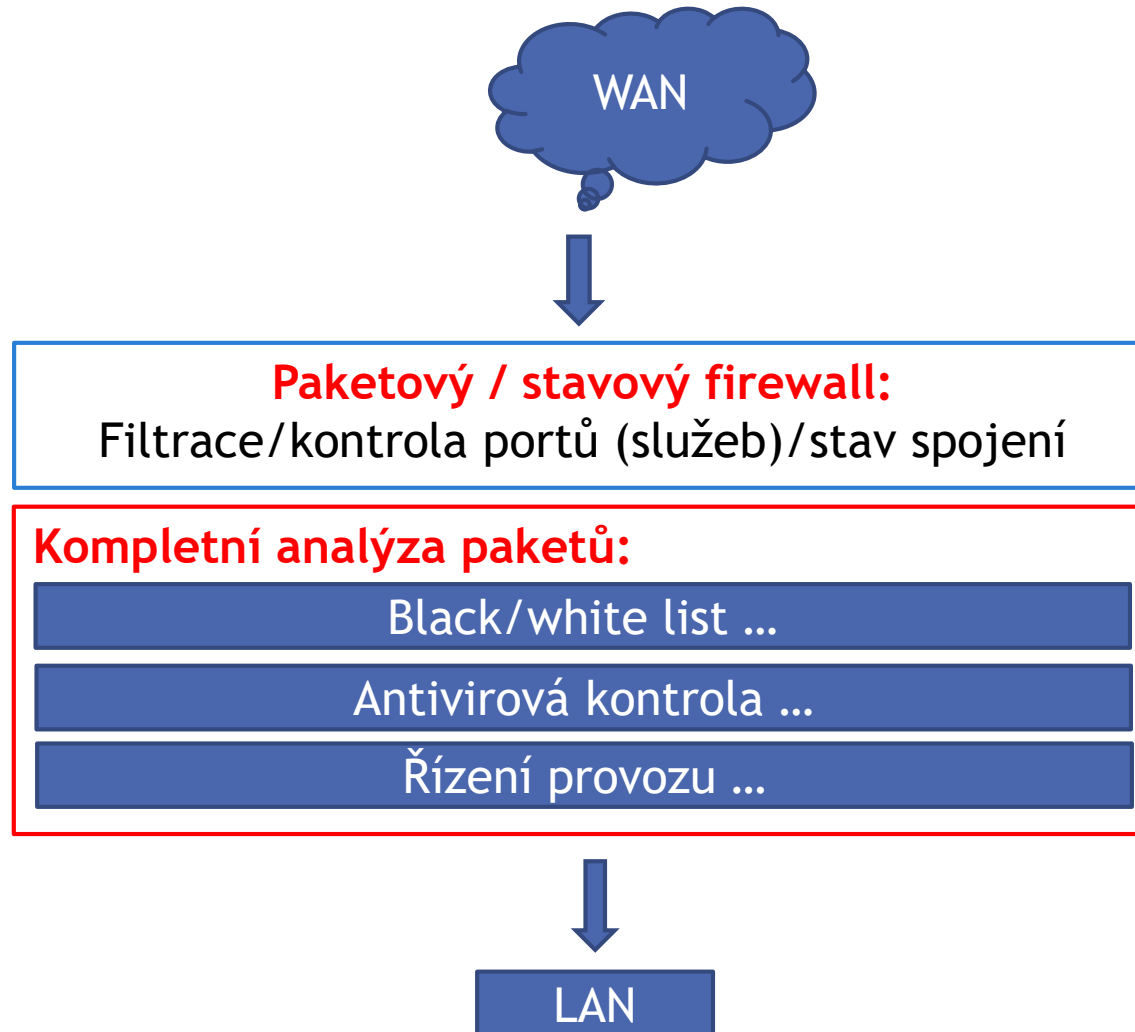 WAN
Paketový / stavový firewall:
Filtrace/kontrola portů (služeb)/stav spojení
Kompletní analýza paketů:
Black/white list …
Antivirová kontrola …
Řízení provozu …
LAN